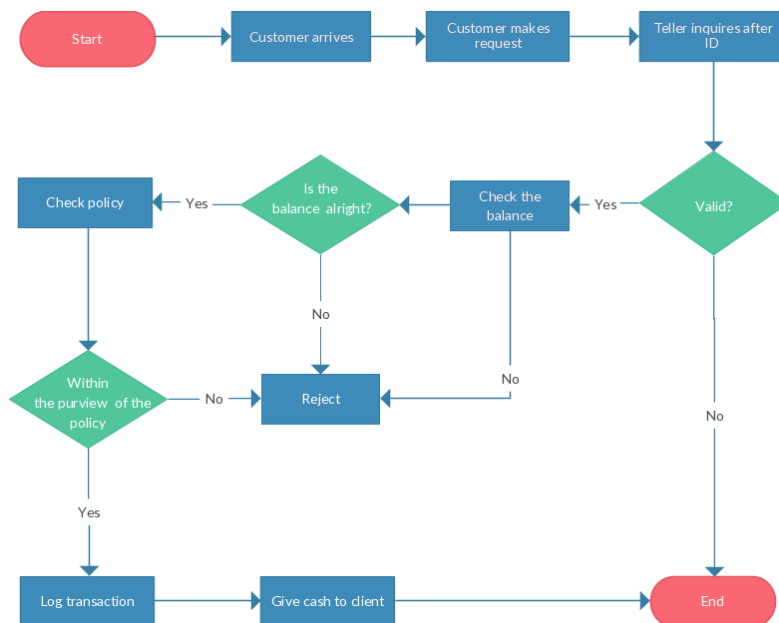 Start
Customer arrives
Customer makes
request
Teller inquires after
ID
Valid?
Yes
Check the
balance
Is the
balance alright?
Yes
Check policy
No
No
No
Within
the purview of the
policy
No
Reject
Yes
Log transaction
Give cash to client
End